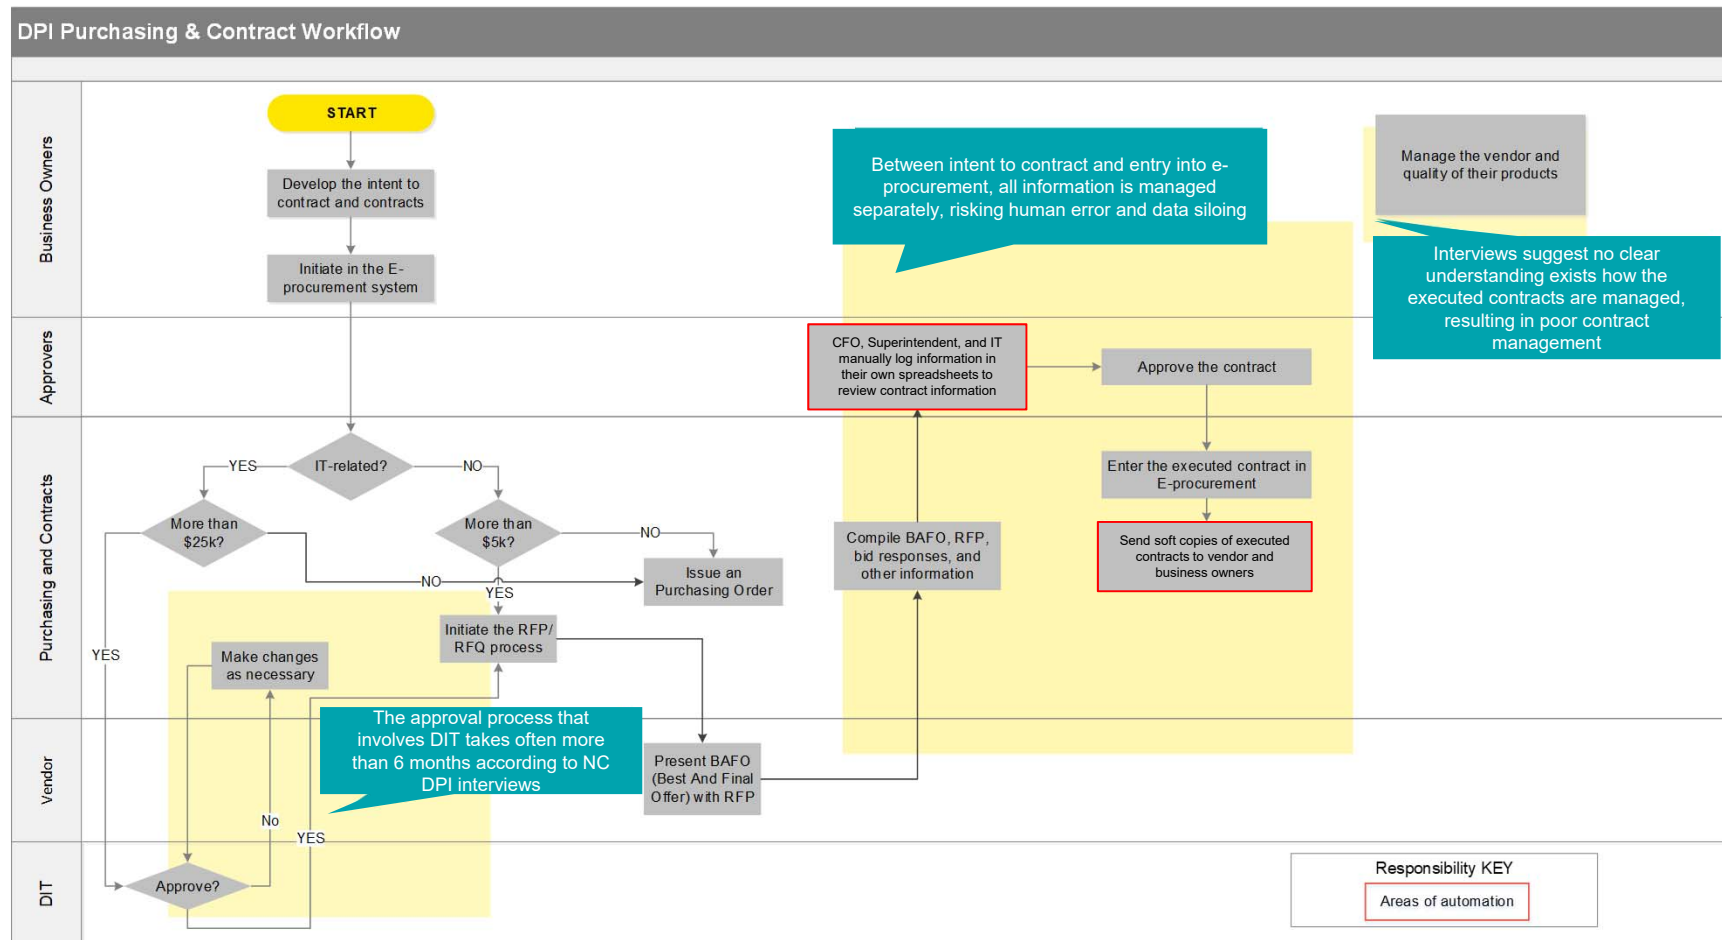 DPI Purchasing & Contract Workflow
Business Owners
START
Develop the intent to
contract and contracts
Initiate in the E-
procurement system
Between intent to contract and entry into e-
procurement, all information is managed
separately, risking human error and data siloing
Manage the vendor and
quality of their products
Interviews suggest no clear
understanding exists how the
executed contracts are managed,
resulting in poor contract
management
Approvers
CFO, Superintendent, and IT
manually log information in
their own spreadsheets to
review contract information
Approve the contract
Purchasing and Contracts
IT-related?
YES
NO
More than
$25k?
More than
$5k?
NO
NO
YES
YES
Issue an
Purchasing Order
Initiate the RFP/
RFQ process
Make changes
as necessary
Compile BAFO, RFP,
bid responses, and
other information
Enter the executed contract in
E-procurement
Send soft copies of executed
contracts to vendor and
business owners
Vendor
The approval process that
involves DIT takes often more
than 6 months according to NC
DPI interviews
Present BAFO
(Best And Final
Offer) with RFP
No
YES
DIT
Approve?
Responsibility KEY
Areas of automation